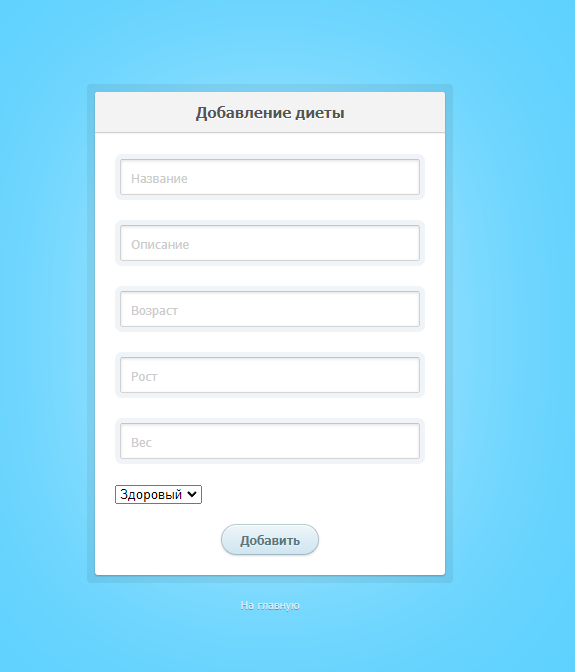 Добавление диеты
Название
Описание
Возраст
Рост
Вес
Здоровый
Добавить
На главную